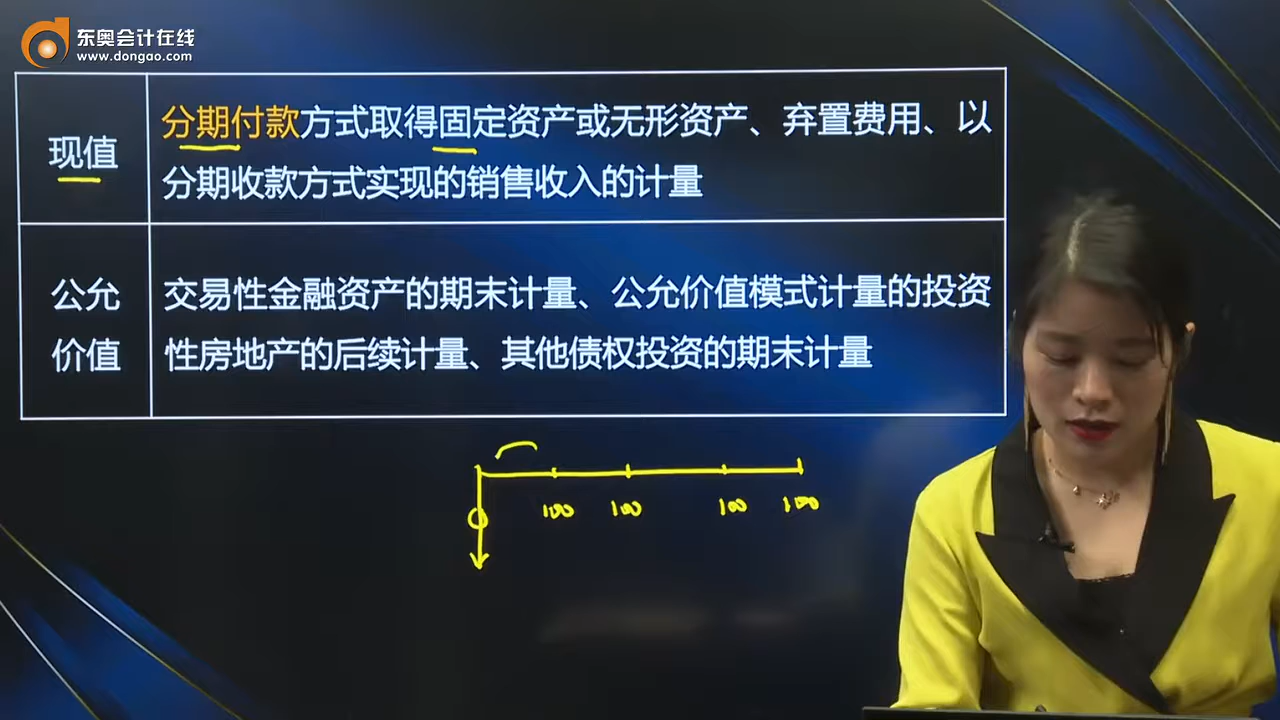 东奥会计在线
www.dongao.com
现值
分期付款方式取得固定资产或无形资产、弃置费用、以
分期收款方式实现的销售收入的计量
公允
价值
交易性金融资产的期末计量、公允价值模式计量的投资
性房地产的后续计量、其他债权投资的期末计量
0
100 100 100 100